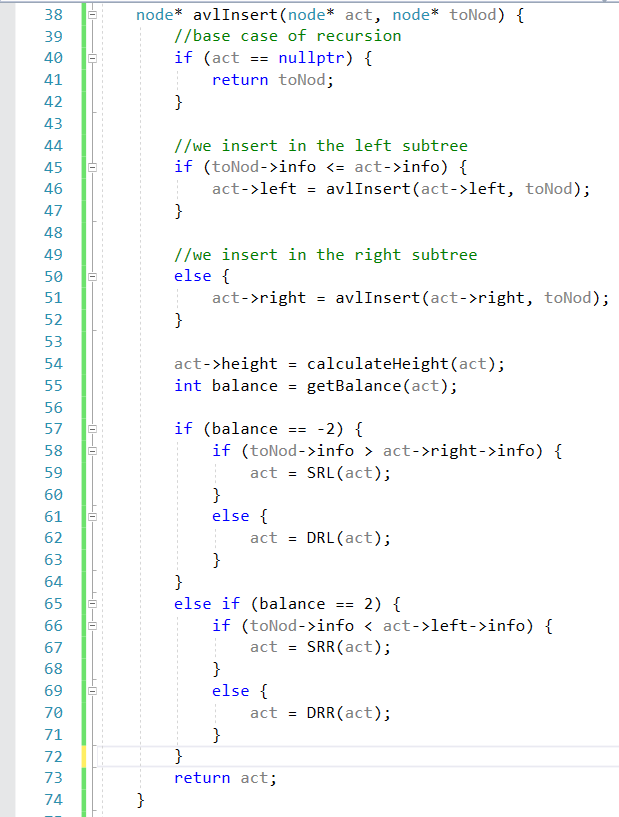 38 node* avlInsert(node* act, node* toNod) {
39 //base case of recursion
40 if (act == nullptr) {
41 return toNod;
42 }
43
44 //we insert in the left subtree
45 if (toNod->info <= act->info) {
46 act->left = avlInsert(act->left, toNod);
47 }
48
49 //we insert in the right subtree
50 else {
51 act->right = avlInsert(act->right, toNod);
52 }
53
54 act->height = calculateHeight(act);
55 int balance = getBalance(act);
56
57 if (balance == -2) {
58 if (toNod->info > act->right->info) {
59 act = SRL(act);
60 }
61 else {
62 act = DRL(act);
63 }
64 }
65 else if (balance == 2) {
66 if (toNod->info < act->left->info) {
67 act = SRR(act);
68 }
69 else {
70 act = DRR(act);
71 }
72 }
73 return act;
74 }